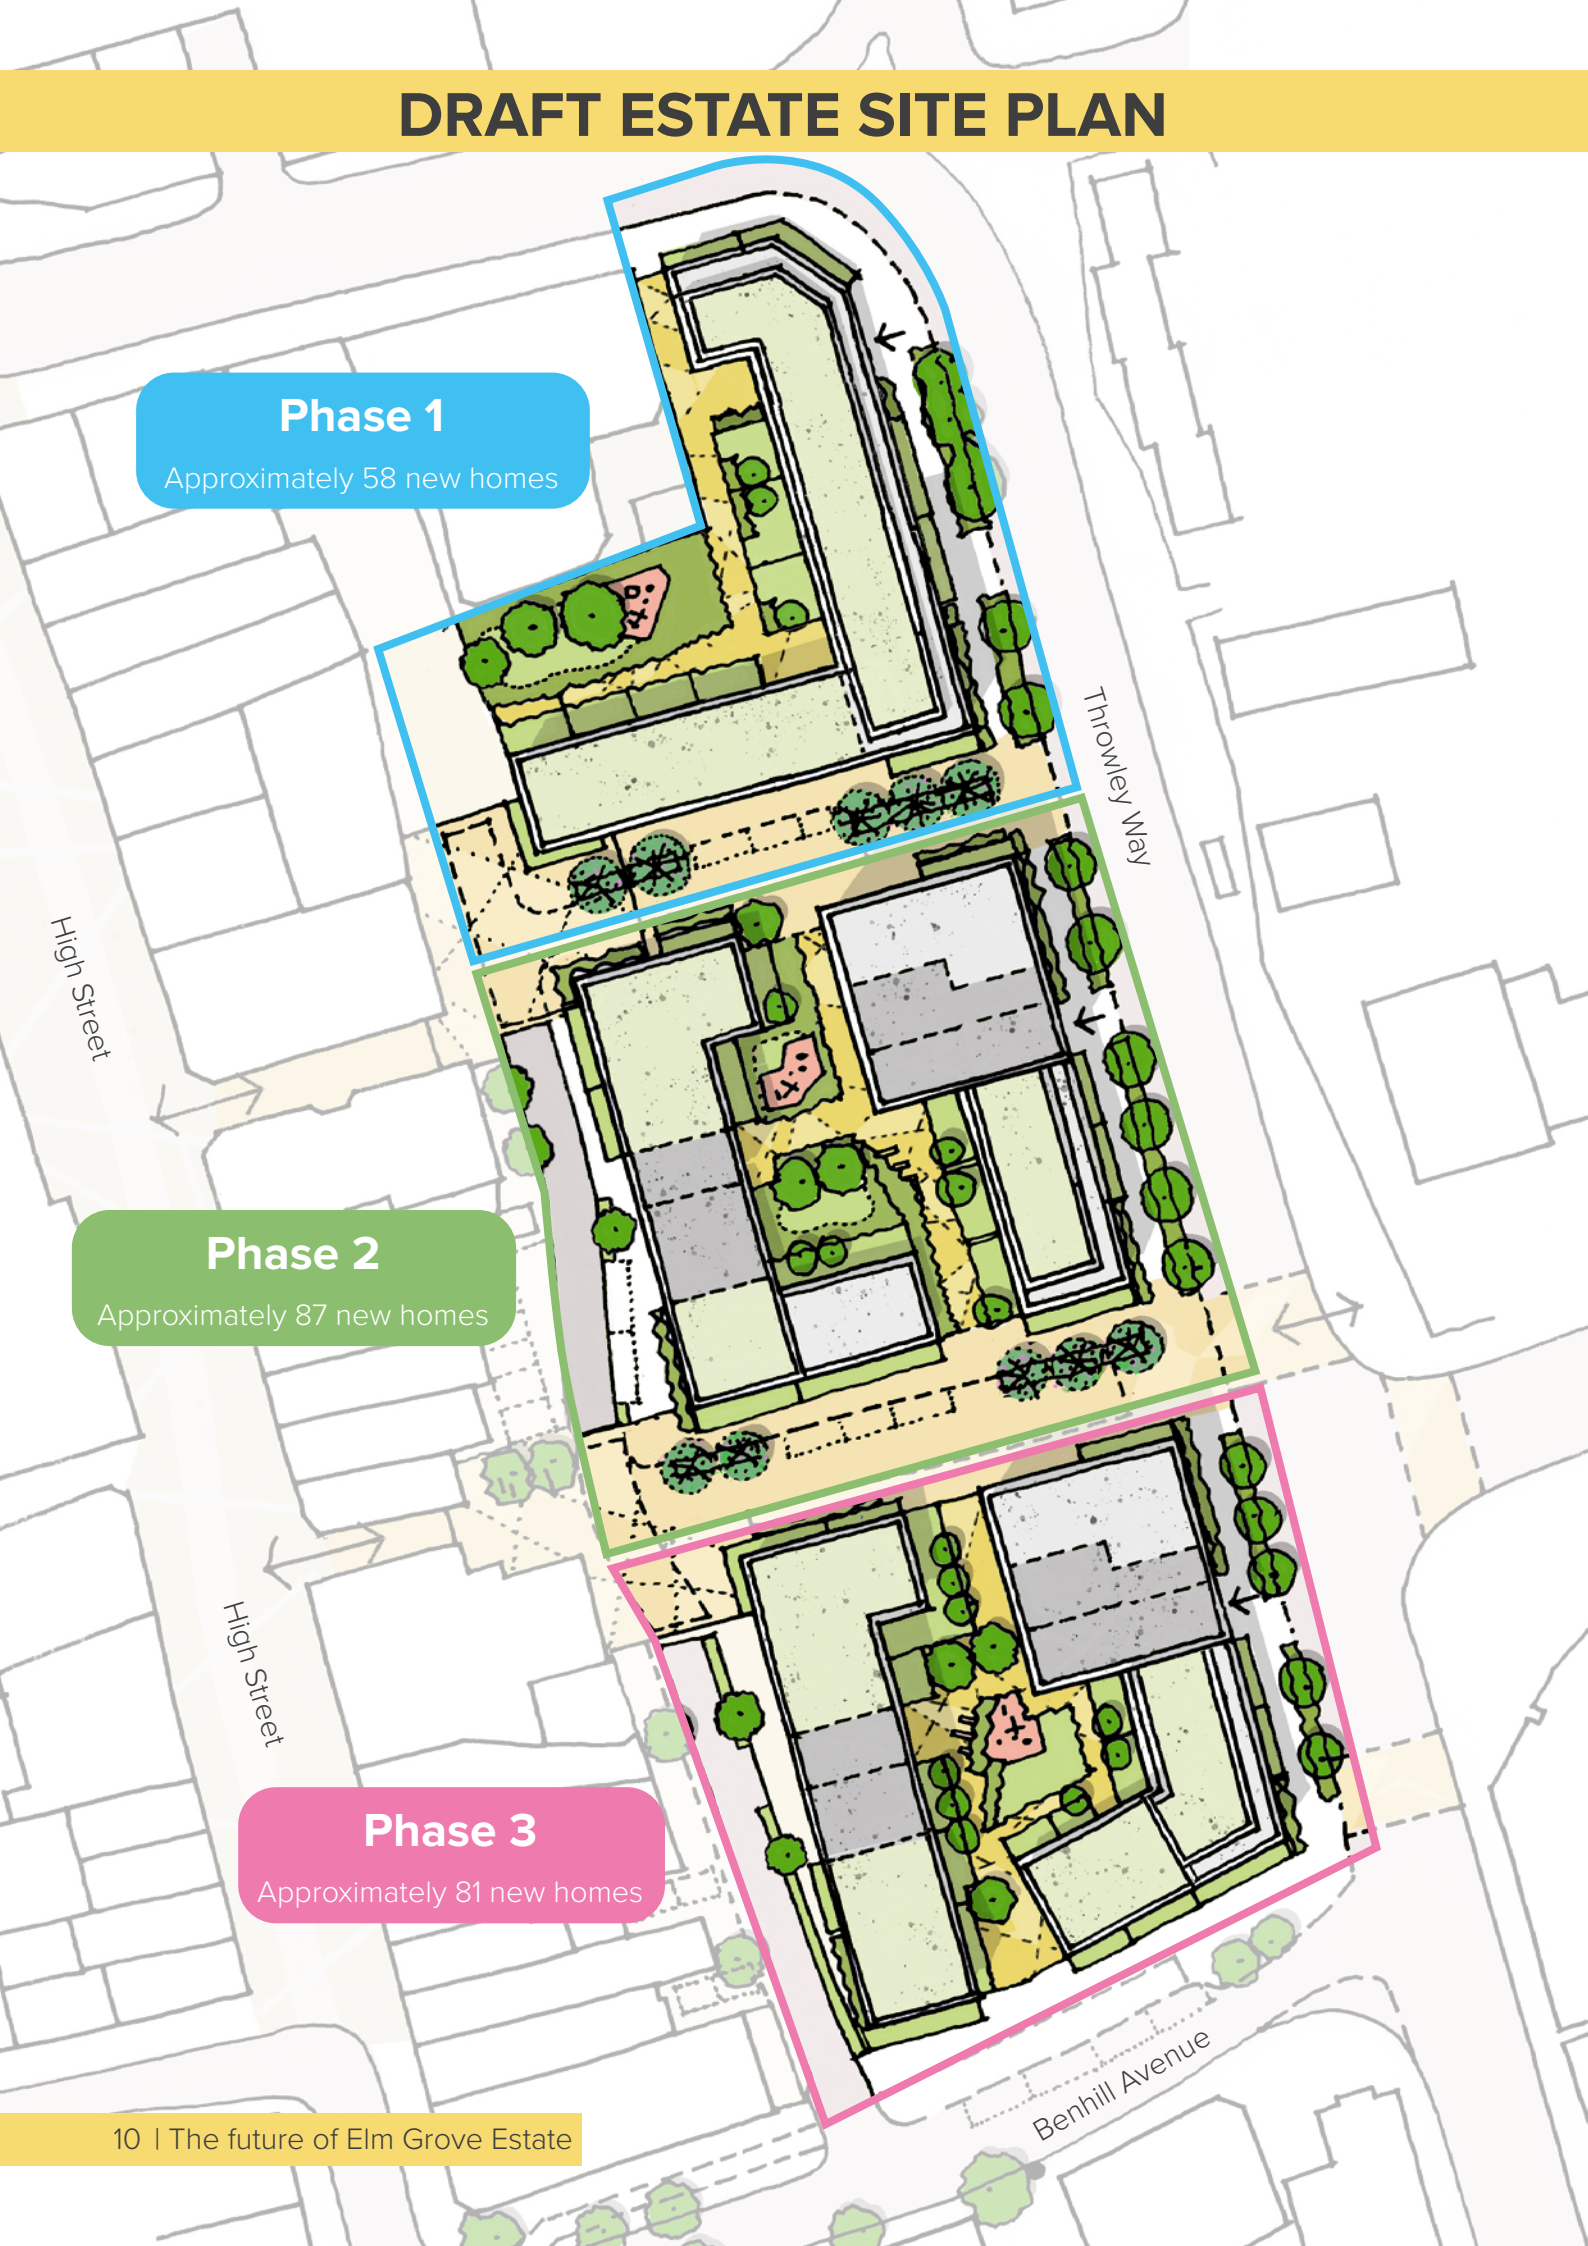 DRAFT ESTATE SITE PLAN
Phase 1
Approximately 58 new homes
Throwley Way
High Street
Phase 2
Approximately 87 new homes
High Street
Phase 3
Approximately 81 new homes
Benhill Avenue
10 | The future of Elm Grove Estate